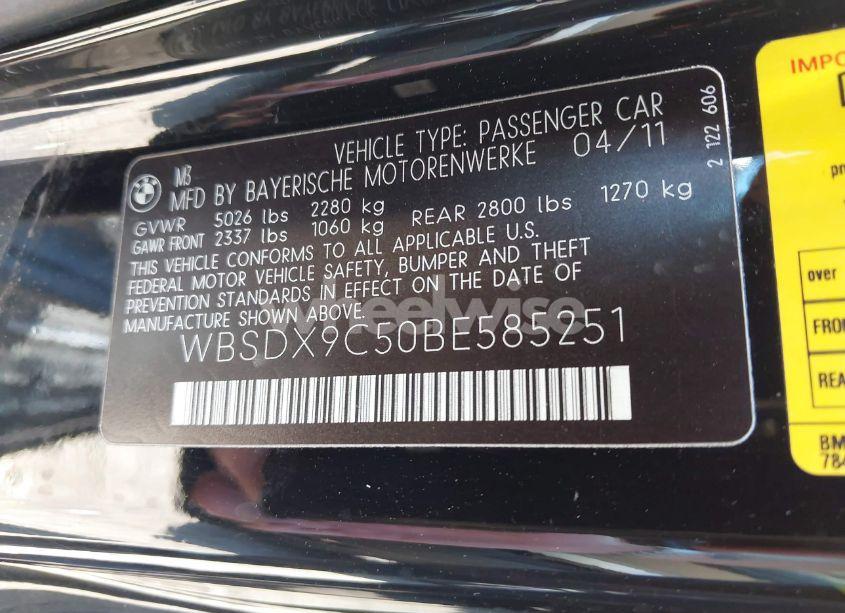 VEHICLE TYPE: PASSENGER CAR
M3
MFD BY BAYERISCHE MOTORENWERKE 04/11
GVWR 5026 lbs 2280 kg
GAWR FRONT 2337 lbs 1060 kg REAR 2800 lbs 1270 kg
THIS VEHICLE CONFORMS TO ALL APPLICABLE U.S.
FEDERAL MOTOR VEHICLE SAFETY, BUMPER AND THEFT
PREVENTION STANDARDS IN EFFECT ON THE DATE OF
MANUFACTURE SHOWN ABOVE.
WBSDX9C50BE585251
2 122 606
wheelwise
IMPO
pro
over
FRON
REA
BM
784